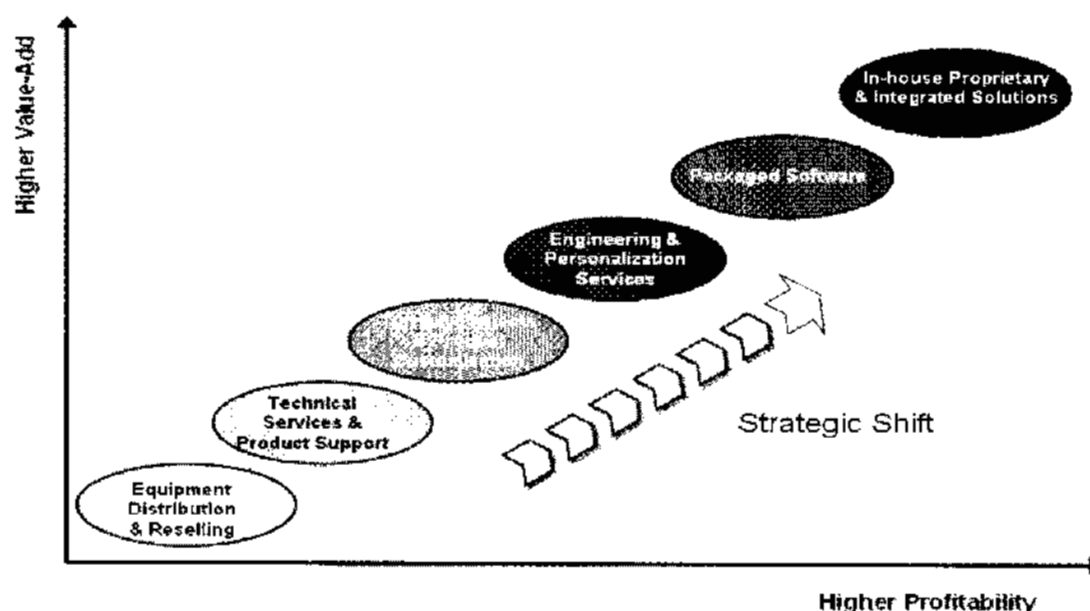 Higher Value-Add
In-house Proprietary
& Integrated Solutions
Packaged Software
Engineering &
Personalization
Services
Technical
Services &
Product Support
Equipment
Distribution
& Reselling
Strategic Shift
Higher Profitability